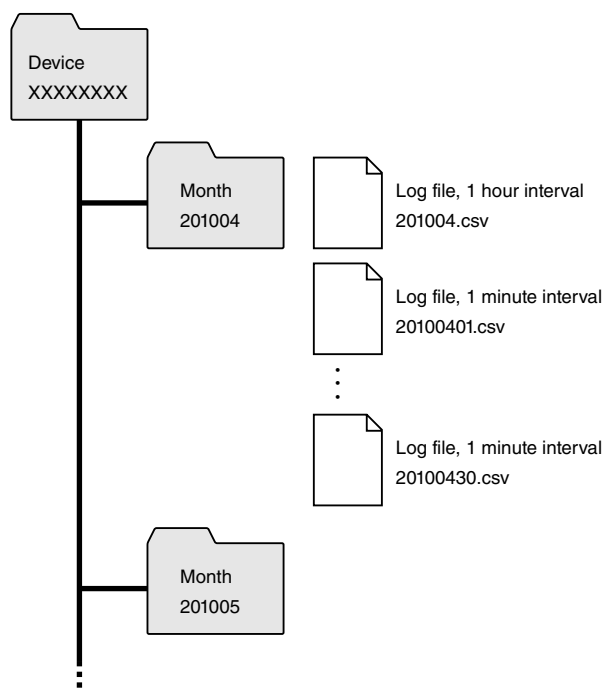 Device
XXXXXXXX
Month
201004
Log file, 1 hour interval
201004.csv
Log file, 1 minute interval
20100401.csv
Log file, 1 minute interval
20100430.csv
Month
201005